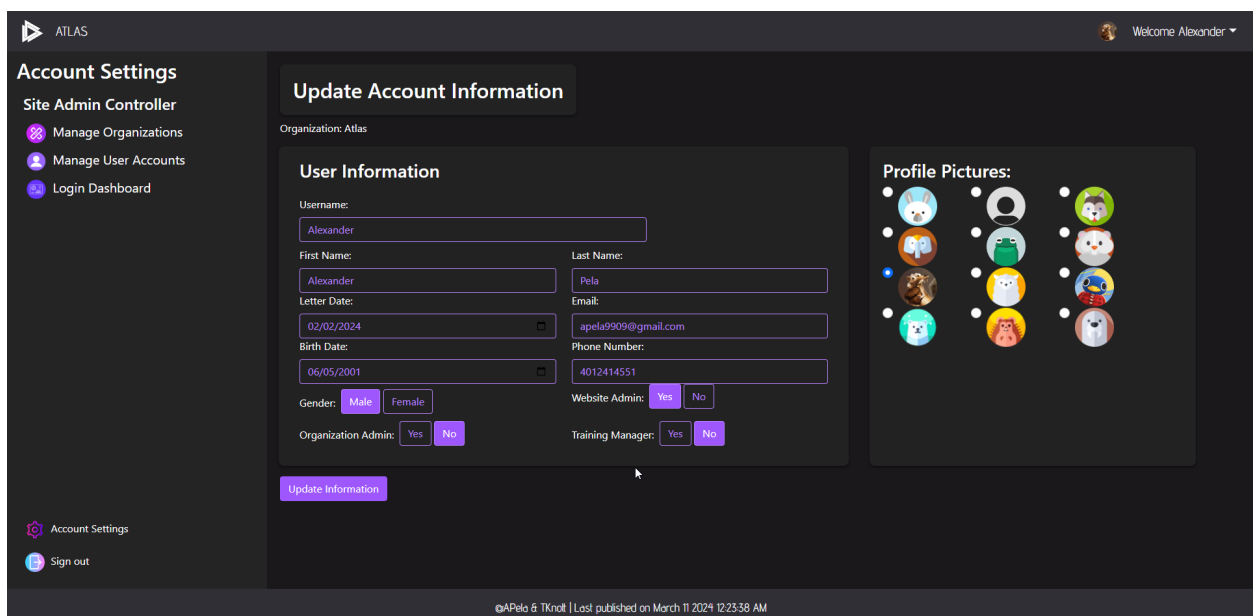 ATLAS
Welcome Alexander
Account Settings
Site Admin Controller
Manage Organizations
Manage User Accounts
Login Dashboard
Account Settings
Sign out
Update Account Information
Organization: Atlas
User Information
Username:
Alexander
First Name:
Last Name:
Alexander
Pela
Letter Date:
Email:
02/02/2024
apela9909@gmail.com
Birth Date:
Phone Number:
06/05/2001
4012414551
Gender: Male Female
Website Admin: Yes No
Organization Admin: Yes No
Training Manager: Yes No
Profile Pictures:
Update Information
@APela & TKnolt | Last published on March 11 2024 12:23:38 AM